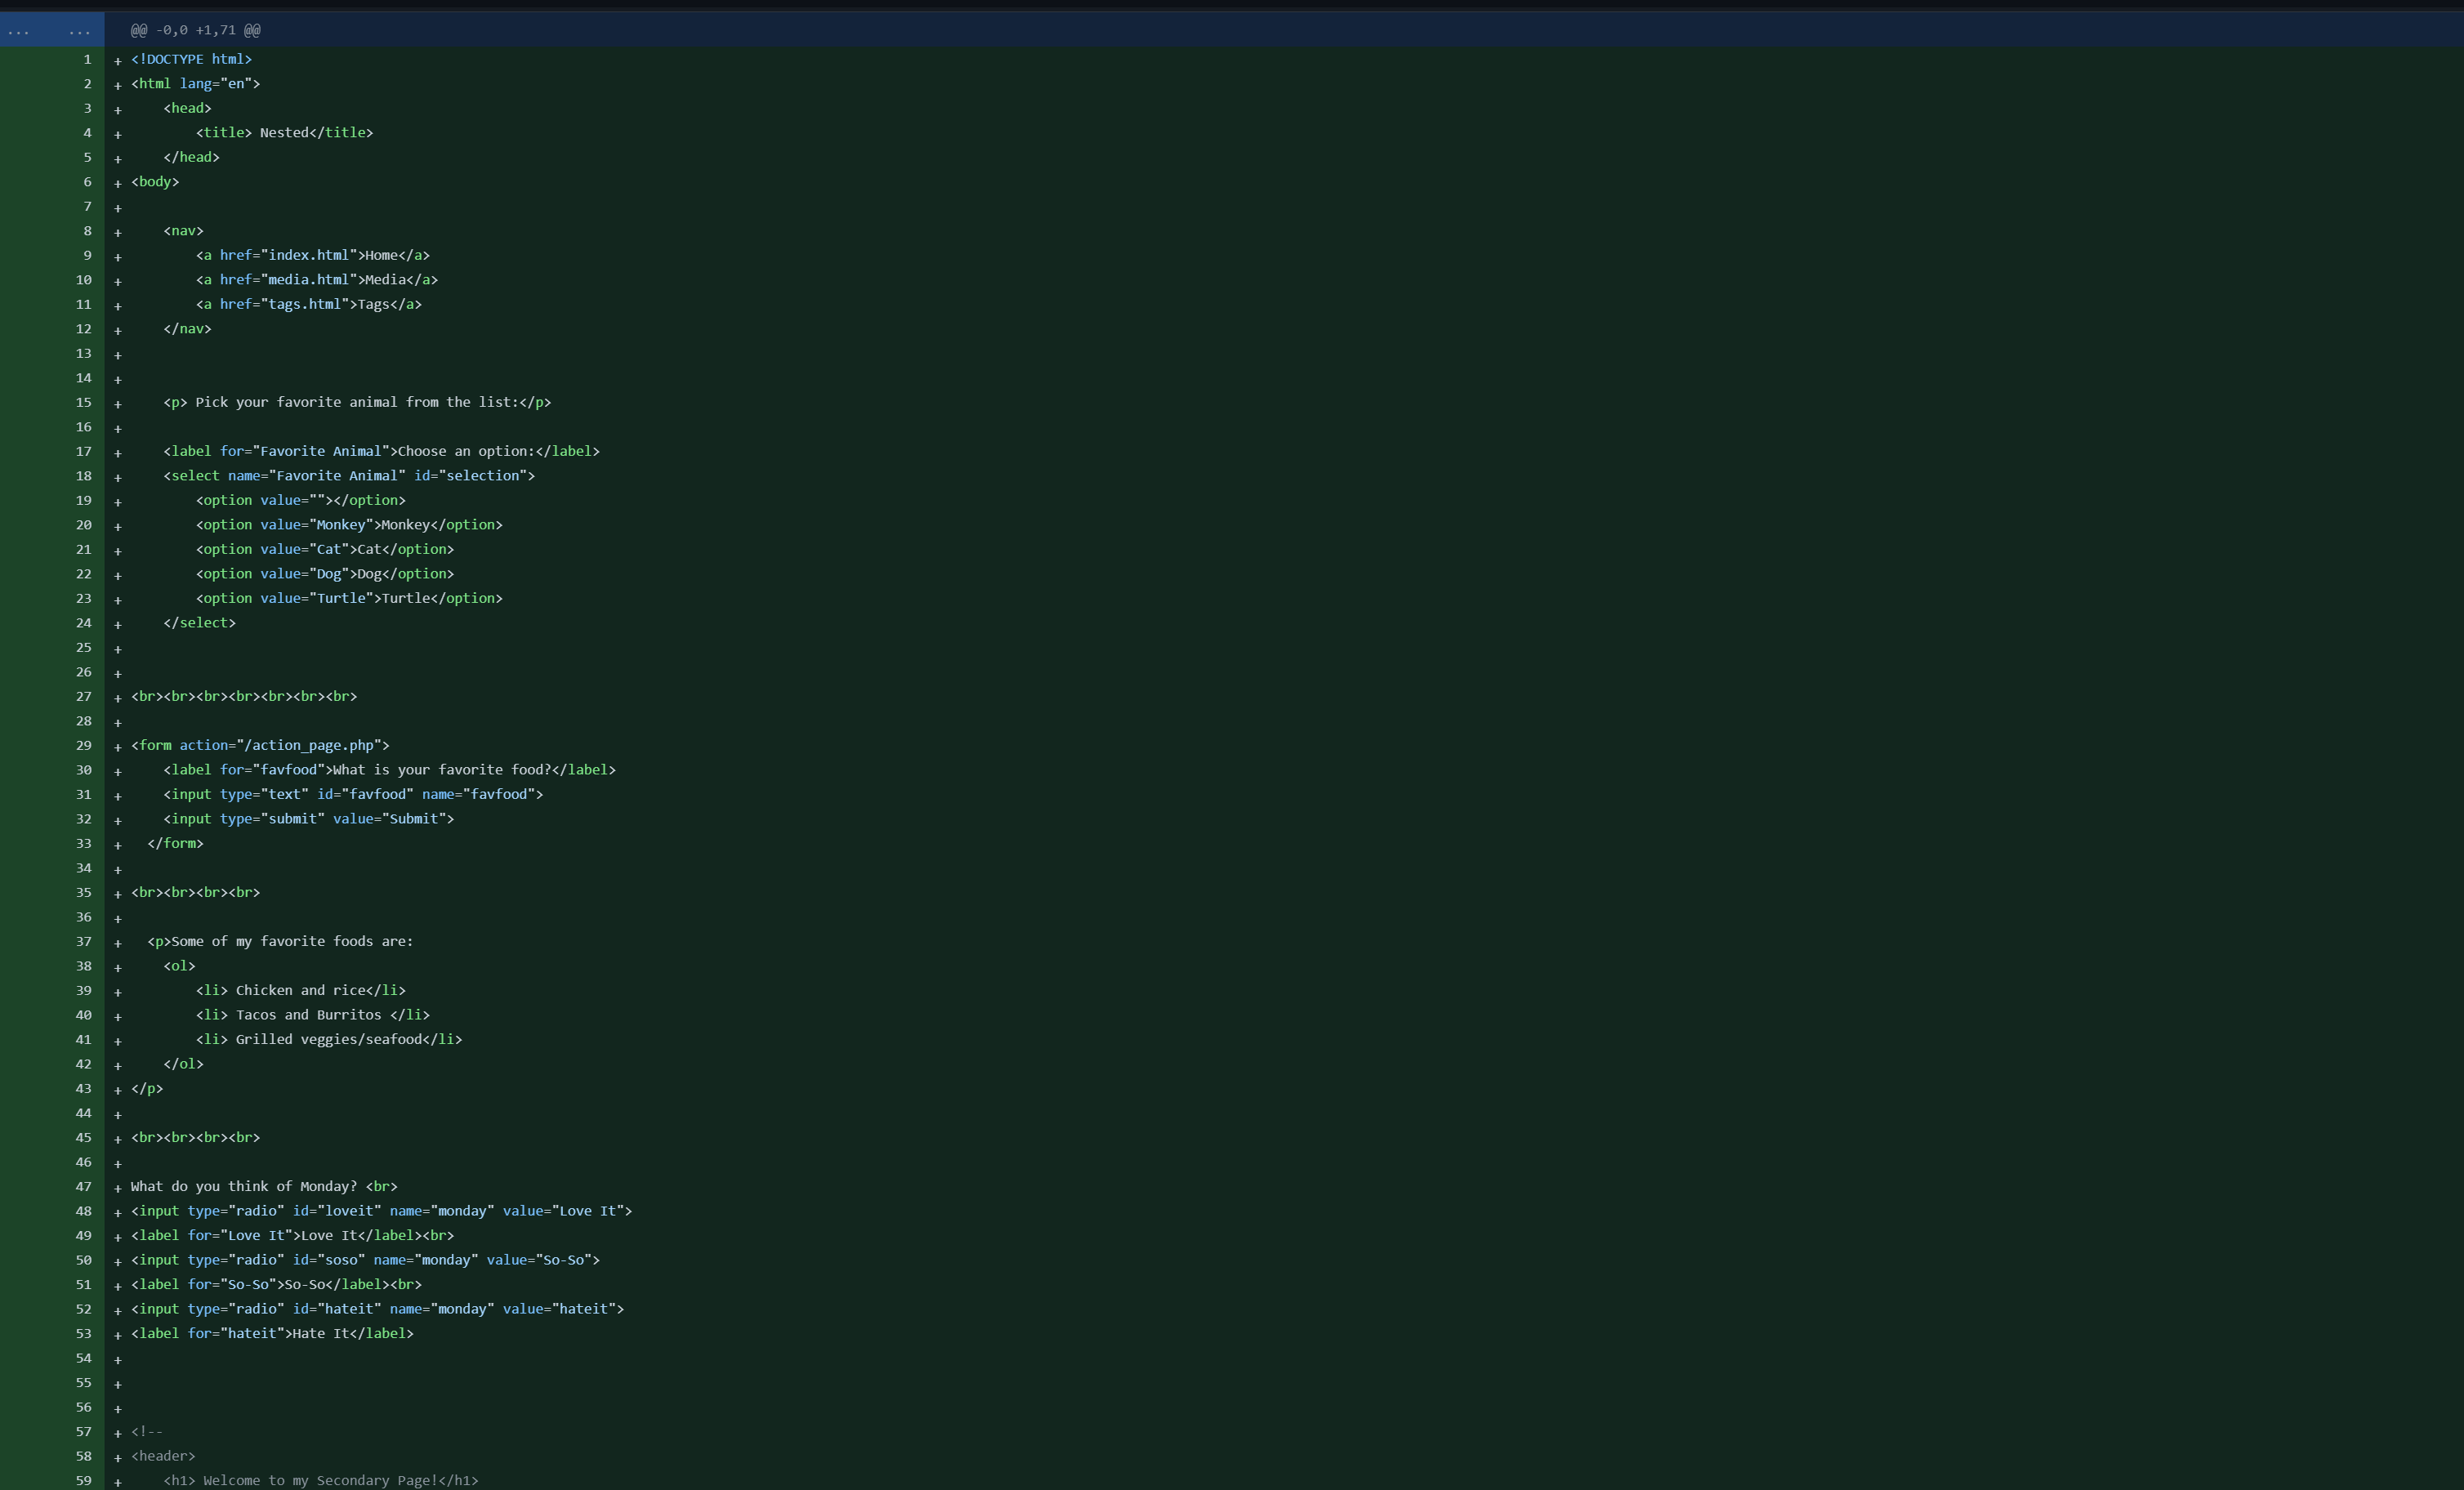 ... ... @@ -0,0 +1,71 @@
1 + <!DOCTYPE html>
2 + <html lang="en">
3 +     <head>
4 +         <title> Nested</title>
5 +     </head>
6 + <body>
7 +
8 +     <nav>
9 +         <a href="index.html">Home</a>
10 +         <a href="media.html">Media</a>
11 +         <a href="tags.html">Tags</a>
12 +     </nav>
13 +
14 +
15 +     <p> Pick your favorite animal from the list:</p>
16 +
17 +     <label for="Favorite Animal">Choose an option:</label>
18 +     <select name="Favorite Animal" id="selection">
19 +         <option value=""></option>
20 +         <option value="Monkey">Monkey</option>
21 +         <option value="Cat">Cat</option>
22 +         <option value="Dog">Dog</option>
23 +         <option value="Turtle">Turtle</option>
24 +     </select>
25 +
26 +
27 + <br><br><br><br><br><br><br>
28 +
29 + <form action="/action_page.php">
30 +     <label for="favfood">What is your favorite food?</label>
31 +     <input type="text" id="favfood" name="favfood">
32 +     <input type="submit" value="Submit">
33 +   </form>
34 +
35 + <br><br><br><br>
36 +
37 +   <p>Some of my favorite foods are:
38 +     <ol>
39 +         <li> Chicken and rice</li>
40 +         <li> Tacos and Burritos </li>
41 +         <li> Grilled veggies/seafood</li>
42 +     </ol>
43 + </p>
44 +
45 + <br><br><br><br>
46 +
47 + What do you think of Monday? <br>
48 + <input type="radio" id="loveit" name="monday" value="Love It">
49 + <label for="Love It">Love It</label><br>
50 + <input type="radio" id="soso" name="monday" value="So-So">
51 + <label for="So-So">So-So</label><br>
52 + <input type="radio" id="hateit" name="monday" value="hateit">
53 + <label for="hateit">Hate It</label>
54 +
55 +
56 +
57 + <!--
58 + <header>
59 +     <h1> Welcome to my Secondary Page!</h1>